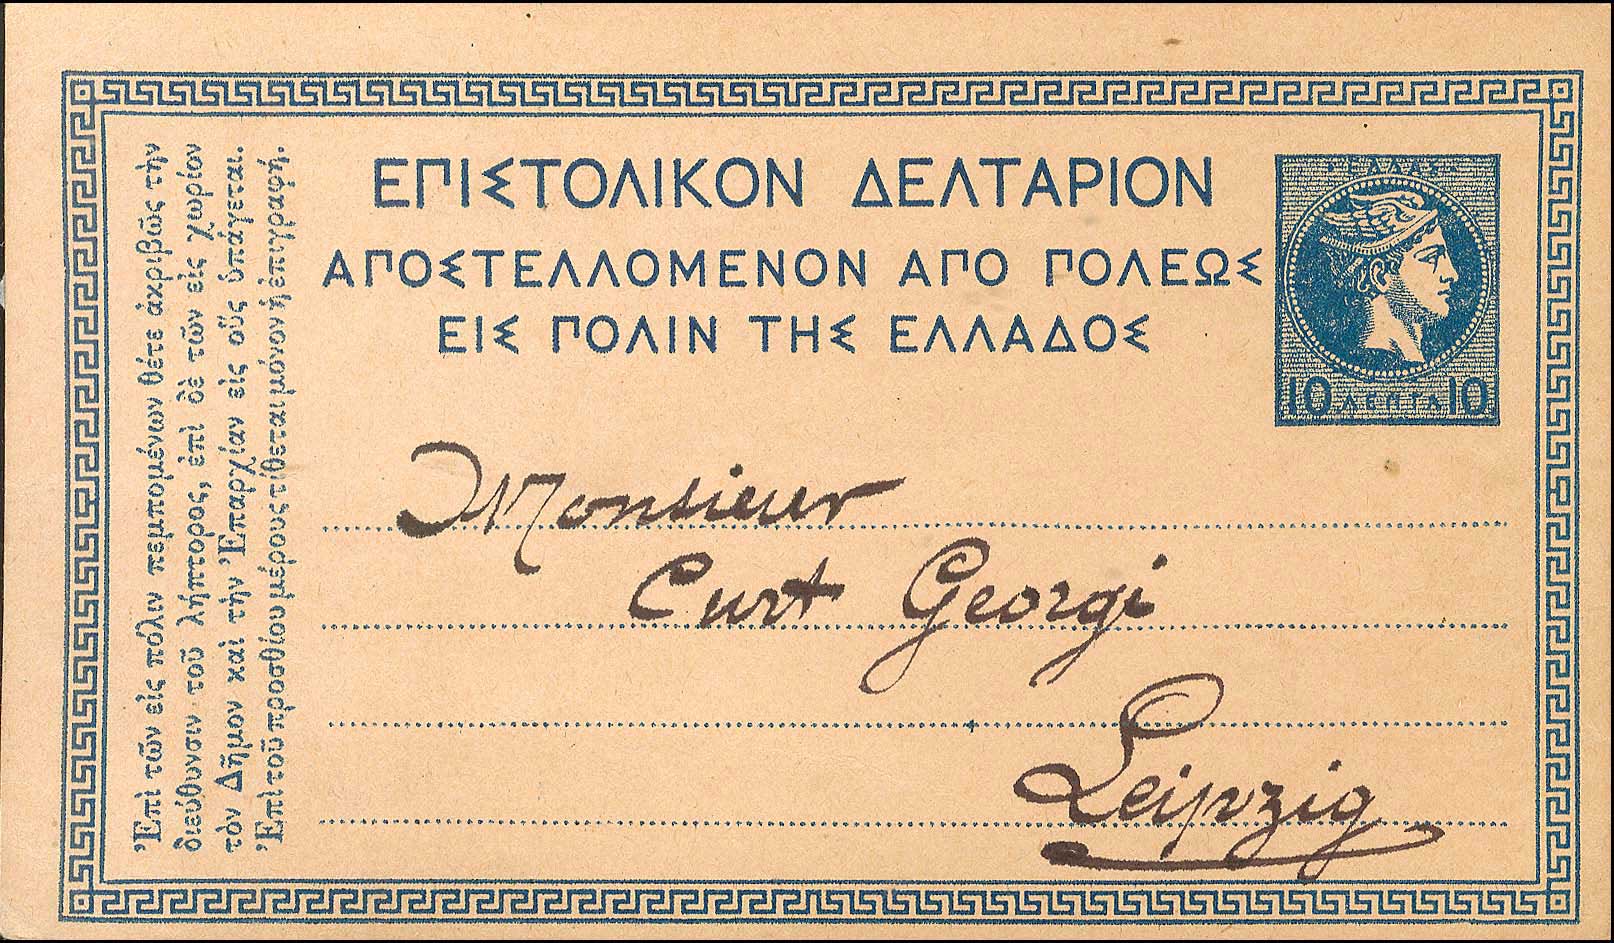 ΕΠΙΣΤΟΛΙΚΟΝ ΔΕΛΤΑΡΙΟΝ
ΑΠΟΣΤΕΛΛΟΜΕΝΟΝ ΑΠΟ ΠΟΛΕΩΣ
ΕΙΣ ΠΟΛΙΝ ΤΗΣ ΕΛΛΑΔΟΣ
Ἐπὶ τῶν εἰς πόλιν πεμπομένων θέτε ἀκριβῶς τὴν
διεύθυνσιν τοῦ λήπτορος, ἐπὶ δὲ τῶν εἰς χωρίον
τὸν Δῆμον καὶ τὴν Ἐπαρχίαν εἰς οὓς ὑπάγεται.
Ἐπὶ τοῦ προσθίου μέρους τίθεται μόνον ἡ ἐπιγραφή.
10 ΛΕΠΤΑ 10
Monsieur
Curt Georgi
Leipzig